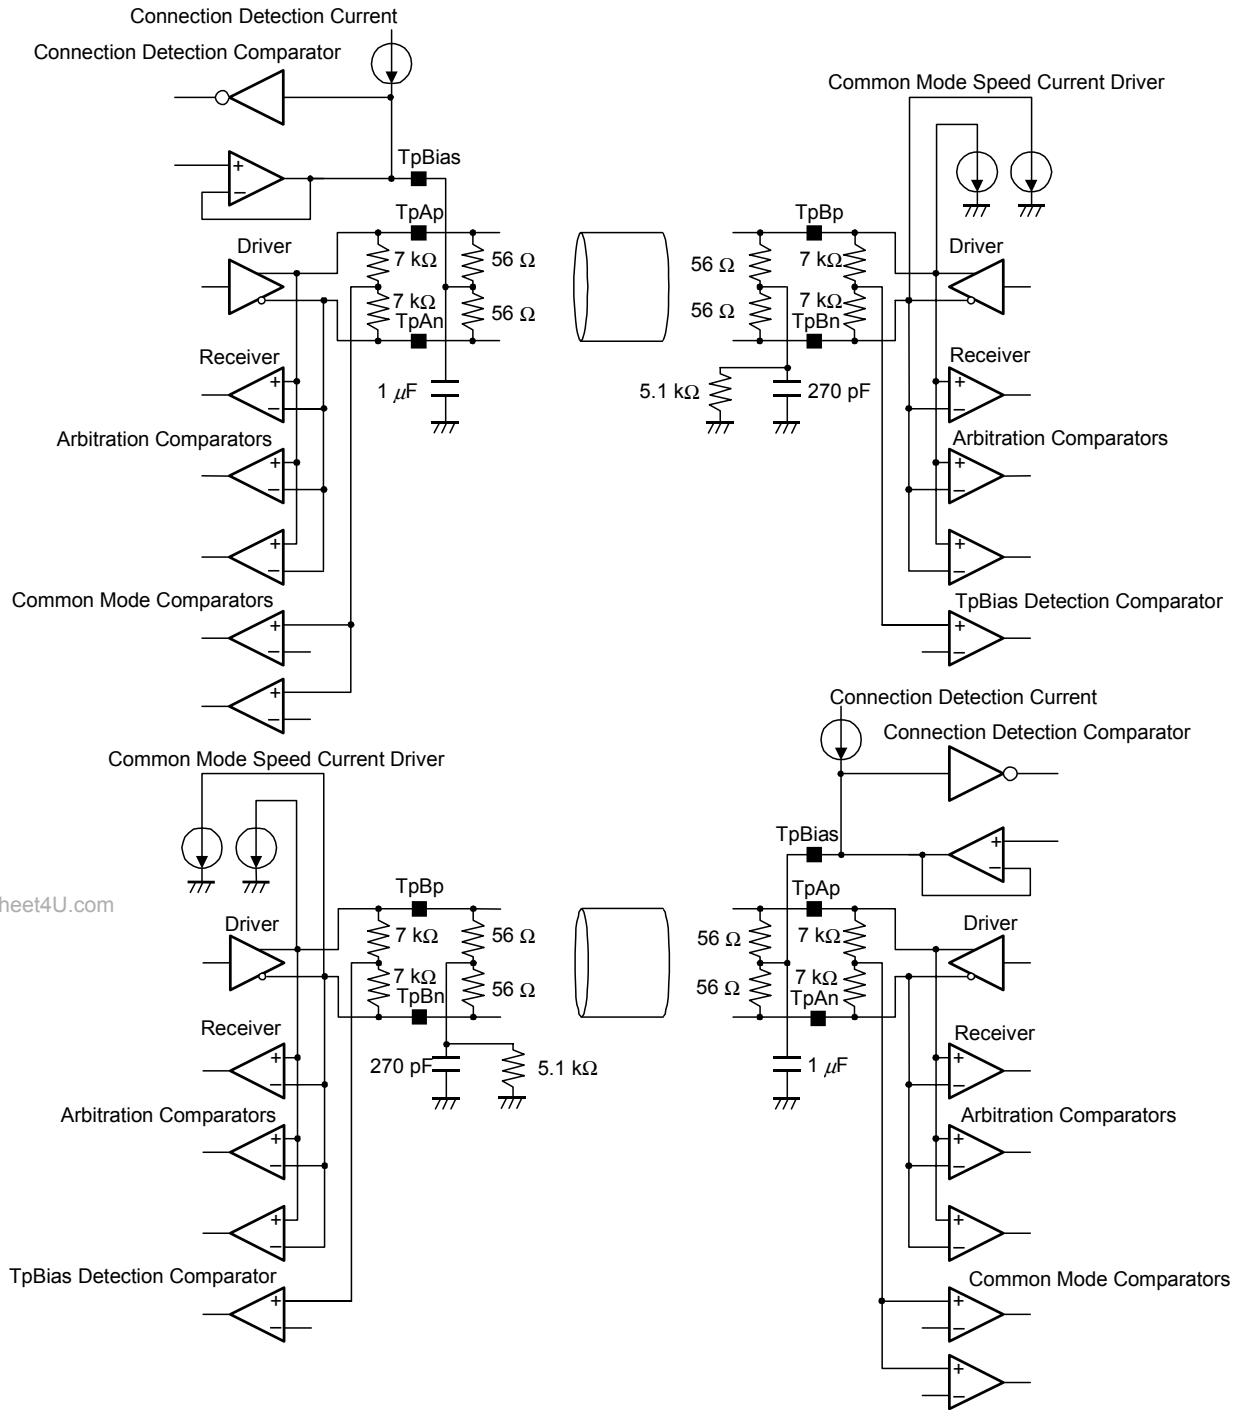 Connection Detection Current
Connection Detection Comparator
Common Mode Speed Current Driver
+
−
TpBias
TpAp
TpBp
Driver
7 kΩ
56 Ω
56 Ω
7 kΩ
Driver
7 kΩ
56 Ω
56 Ω
7 kΩ
TpAn
TpBn
Receiver
+
−
1 µF
5.1 kΩ
270 pF
Receiver
+
−
Arbitration Comparators
+
−
+
−
Arbitration Comparators
+
−
+
−
Common Mode Comparators
+
−
+
−
TpBias Detection Comparator
+
−
Connection Detection Current
Connection Detection Comparator
Common Mode Speed Current Driver
TpBias
+
−
heet4U.com
TpBp
TpAp
Driver
7 kΩ
56 Ω
56 Ω
7 kΩ
Driver
7 kΩ
56 Ω
56 Ω
7 kΩ
TpBn
TpAn
Receiver
+
−
270 pF
5.1 kΩ
1 µF
Receiver
+
−
Arbitration Comparators
+
−
+
−
Arbitration Comparators
+
−
+
−
TpBias Detection Comparator
+
−
Common Mode Comparators
+
−
+
−